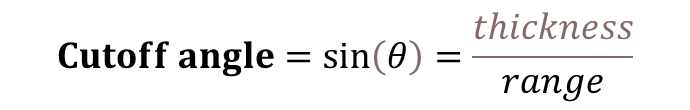 Cutoff angle = sin(θ) = thickness
range